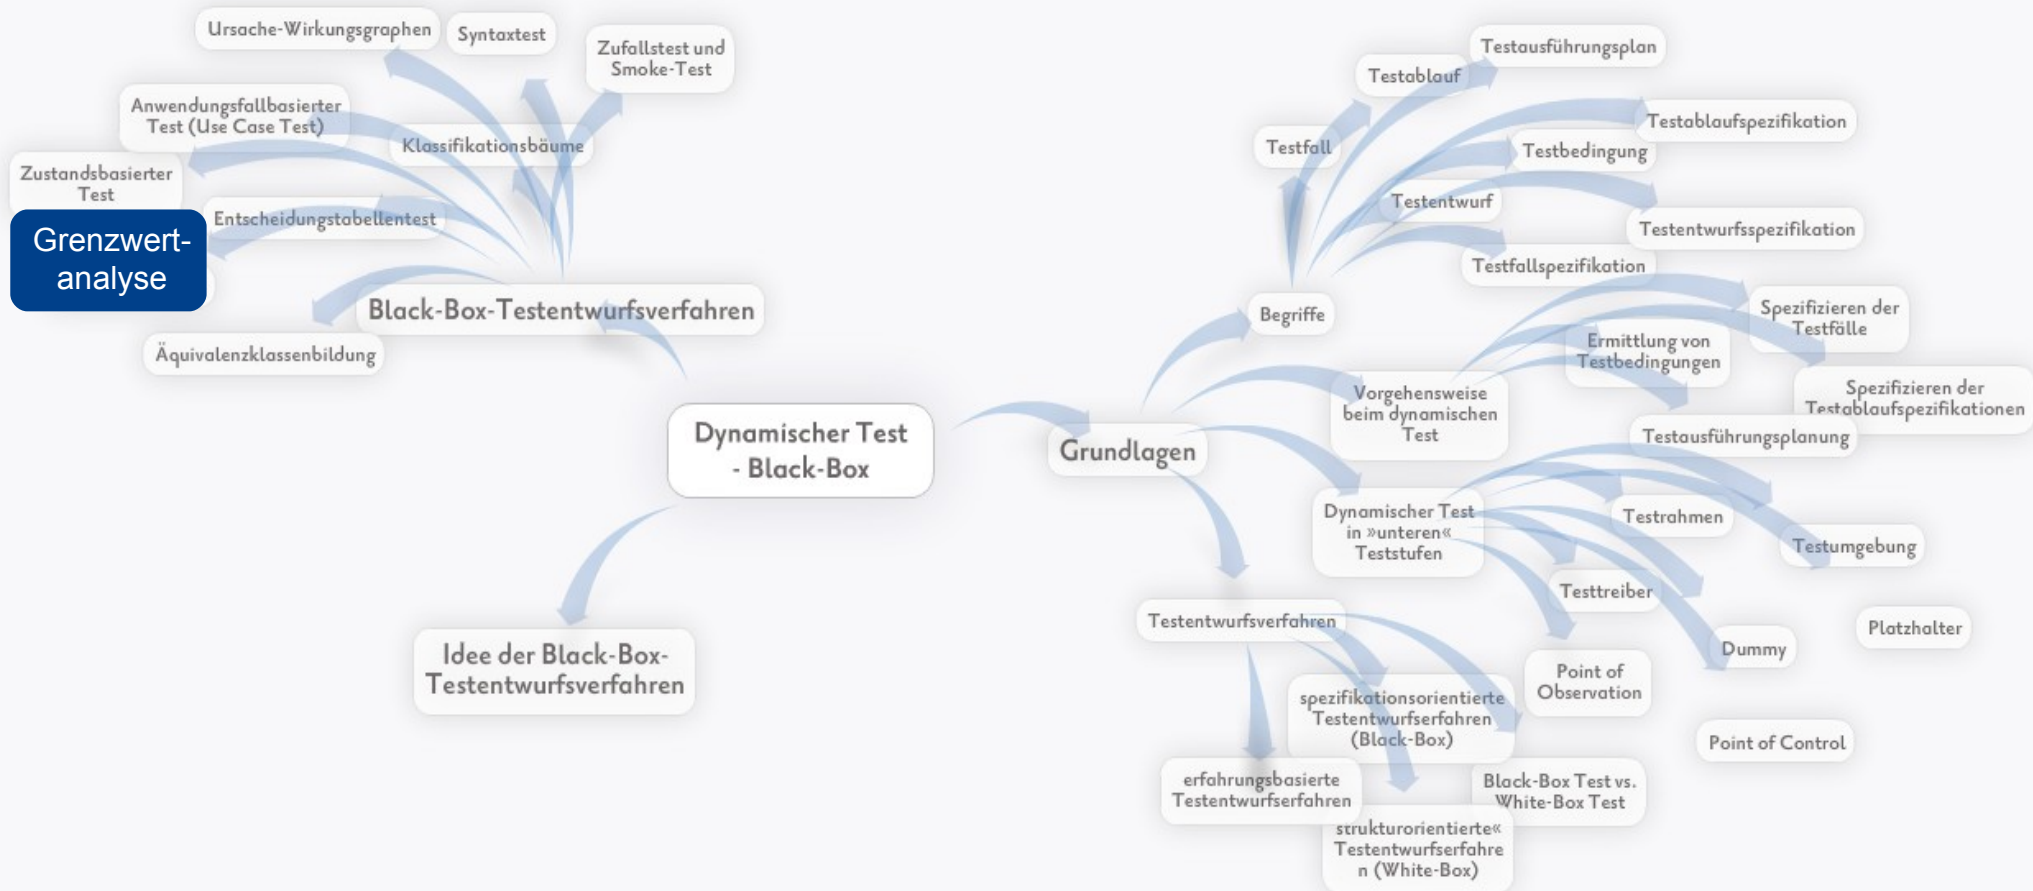 Ursache-Wirkungsgraphen
Syntaxtest
Zufallstest und
Smoke-Test
Anwendungsfallbasierter
Test (Use Case Test)
Klassifikationsbäume
Zustandsbasierter
Test
Entscheidungstabellentest
Grenzwert-
analyse
Black-Box-Testentwurfsverfahren
Äquivalenzklassenbildung
Dynamischer Test
- Black-Box
Idee der Black-Box-
Testentwurfsverfahren
Grundlagen
Begriffe
Testfall
Testablauf
Testausführungsplan
Testablaufspezifikation
Testbedingung
Testentwurf
Testentwurfsspezifikation
Testfallspezifikation
Vorgehensweise
beim dynamischen
Test
Spezifizieren der
Testfälle
Ermittlung von
Testbedingungen
Spezifizieren der
Testablaufspezifikationen
Testausführungsplanung
Dynamischer Test
in »unteren«
Teststufen
Testrahmen
Testumgebung
Testtreiber
Platzhalter
Dummy
Point of
Observation
Point of Control
Testentwurfsverfahren
spezifikationsorientierte
Testentwurfserfahren
(Black-Box)
erfahrungsbasierte
Testentwurfserfahren
Black-Box Test vs.
White-Box Test
strukturorientierte«
Testentwurfserfahre
n (White-Box)